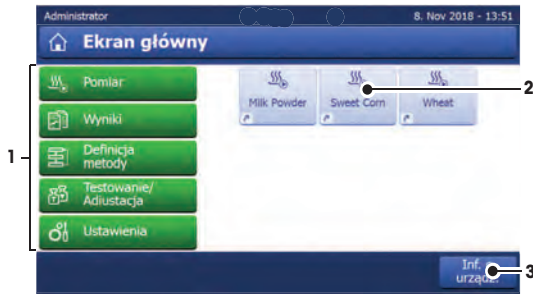 Administrator
8. Nov 2018 - 13:51
Ekran główny
1
Pomiar
Wyniki
Definicja
metody
Testowanie/
Adiustacja
Ustawienia
Milk Powder
Sweet Corn
Wheat
2
Inf.
urządz.
3